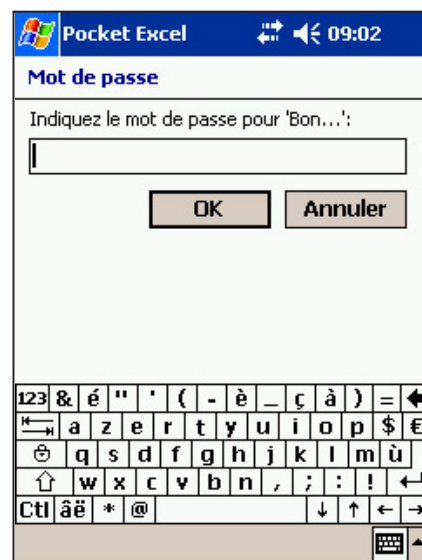 Pocket Excel 09:02
Mot de passe
Indiquez le mot de passe pour 'Bon...':
OK Annuler
123 & é " ' ( - è _ ç à ) =
a z e r t y u i o p $ €
q s d f g h j k l m ù
w x c v b n , ; : !
Ctl âë * @ ↓ ↑ ← →